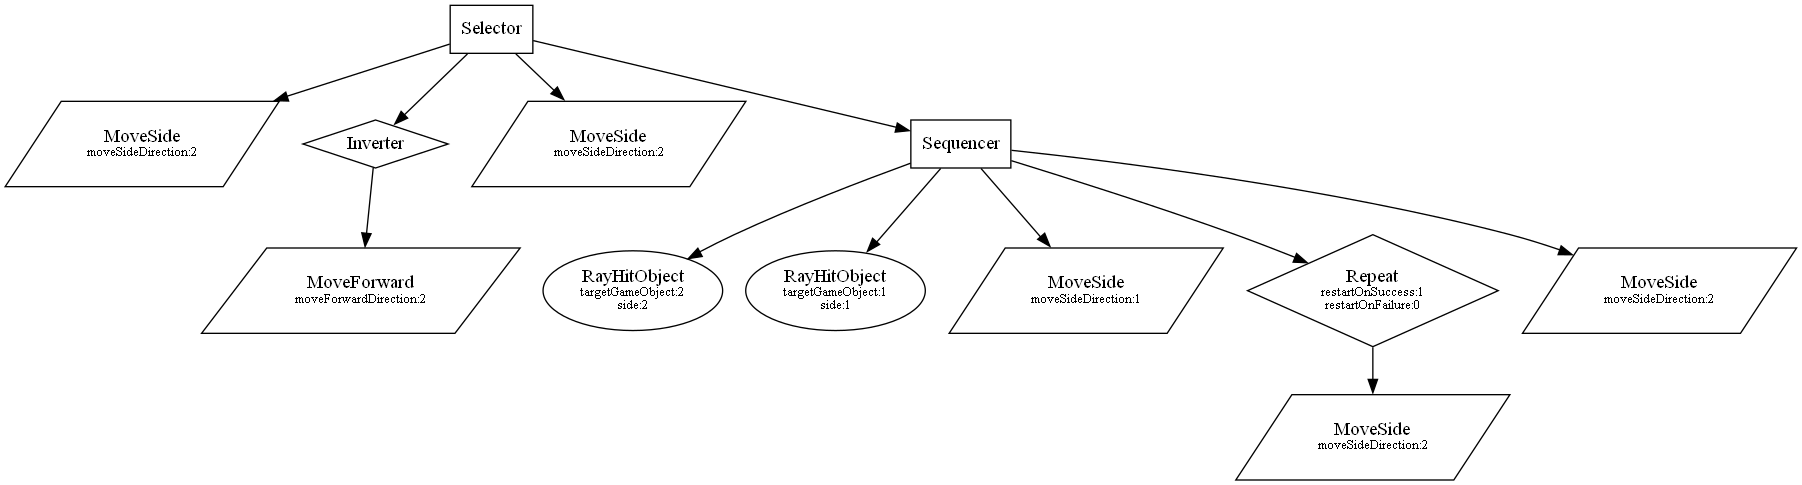 Selector
MoveSide
moveSideDirection:2
Inverter
MoveSide
moveSideDirection:2
Sequencer
MoveForward
moveForwardDirection:2
RayHitObject
targetGameObject:2
side:2
RayHitObject
targetGameObject:1
side:1
MoveSide
moveSideDirection:1
Repeat
restartOnSuccess:1
restartOnFailure:0
MoveSide
moveSideDirection:2
MoveSide
moveSideDirection:2